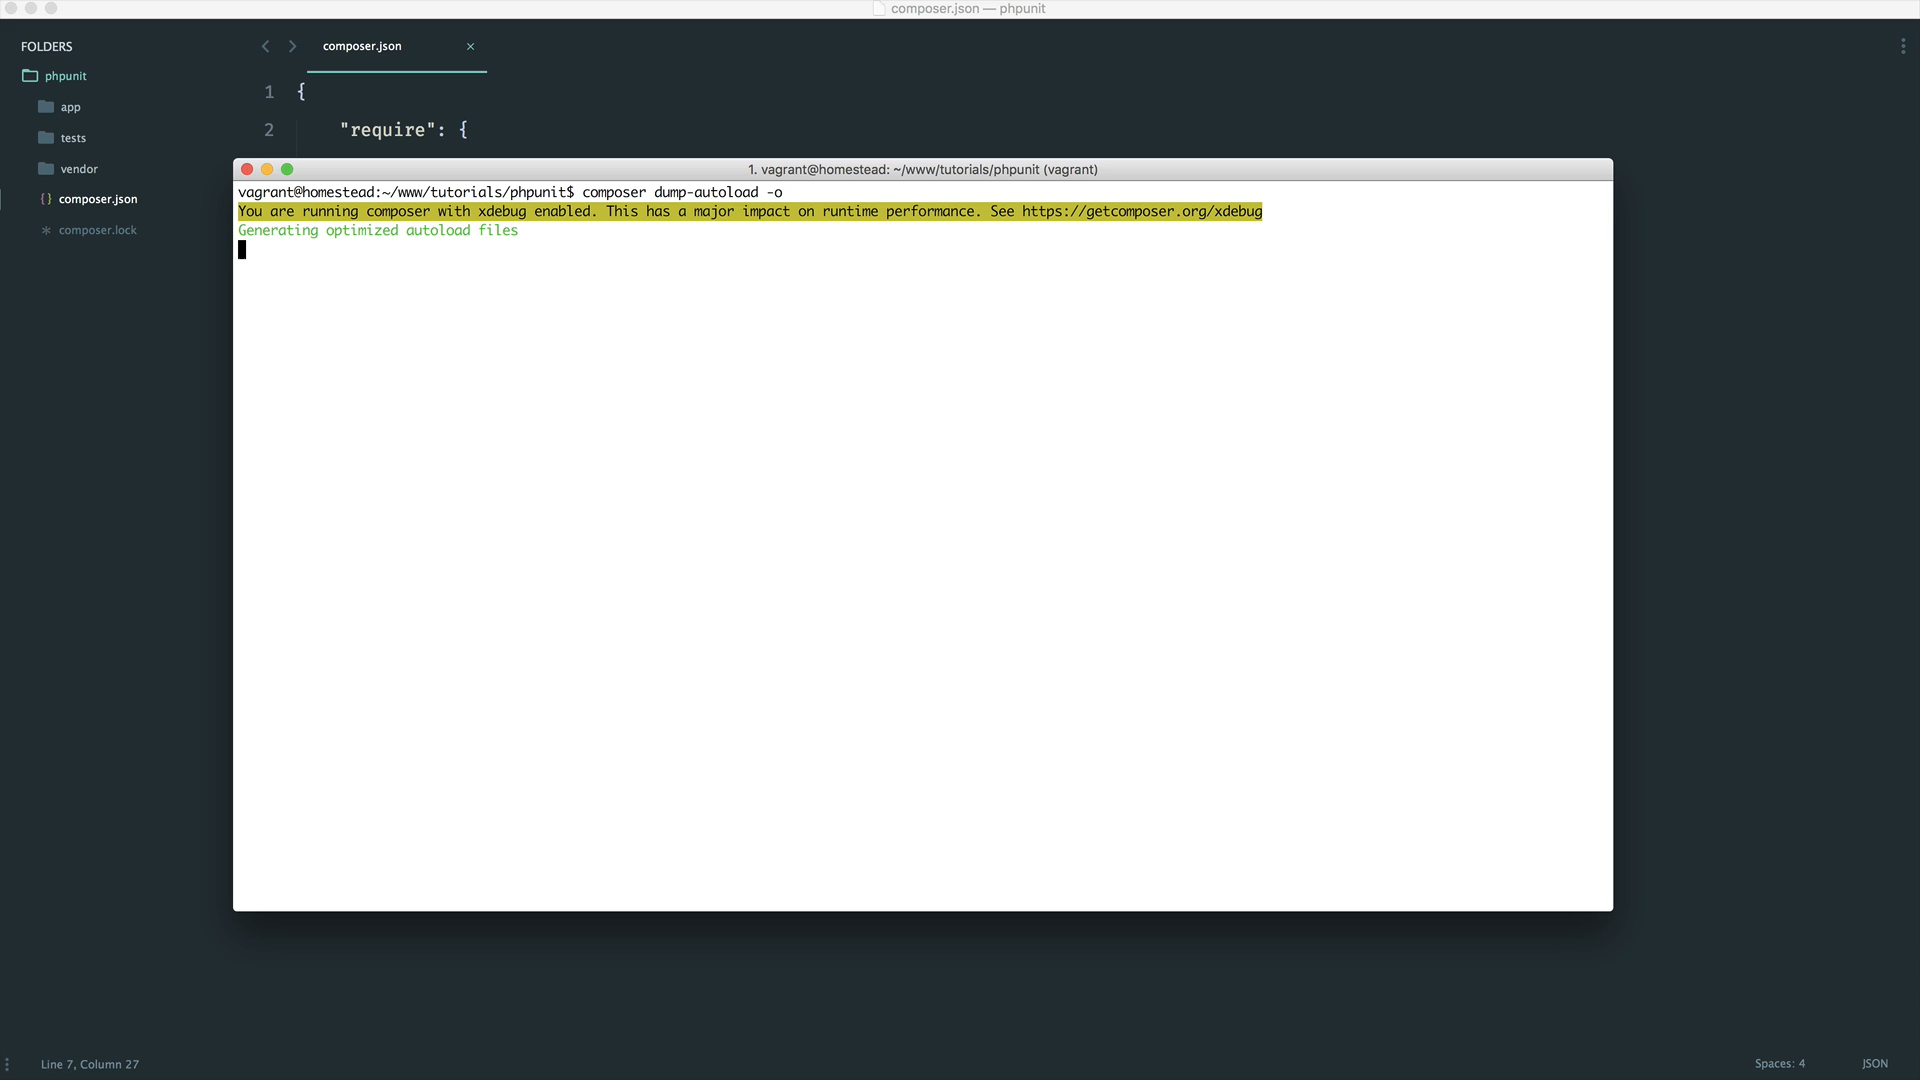 composer.json — phpunit
FOLDERS
phpunit
app
tests
vendor
{} composer.json
* composer.lock
composer.json ×
1 {
2 "require": {
1. vagrant@homestead: ~/www/tutorials/phpunit (vagrant)
vagrant@homestead:~/www/tutorials/phpunit$ composer dump-autoload -o
You are running composer with xdebug enabled. This has a major impact on runtime performance. See https://getcomposer.org/xdebug
Generating optimized autoload files
Line 7, Column 27
Spaces: 4
JSON